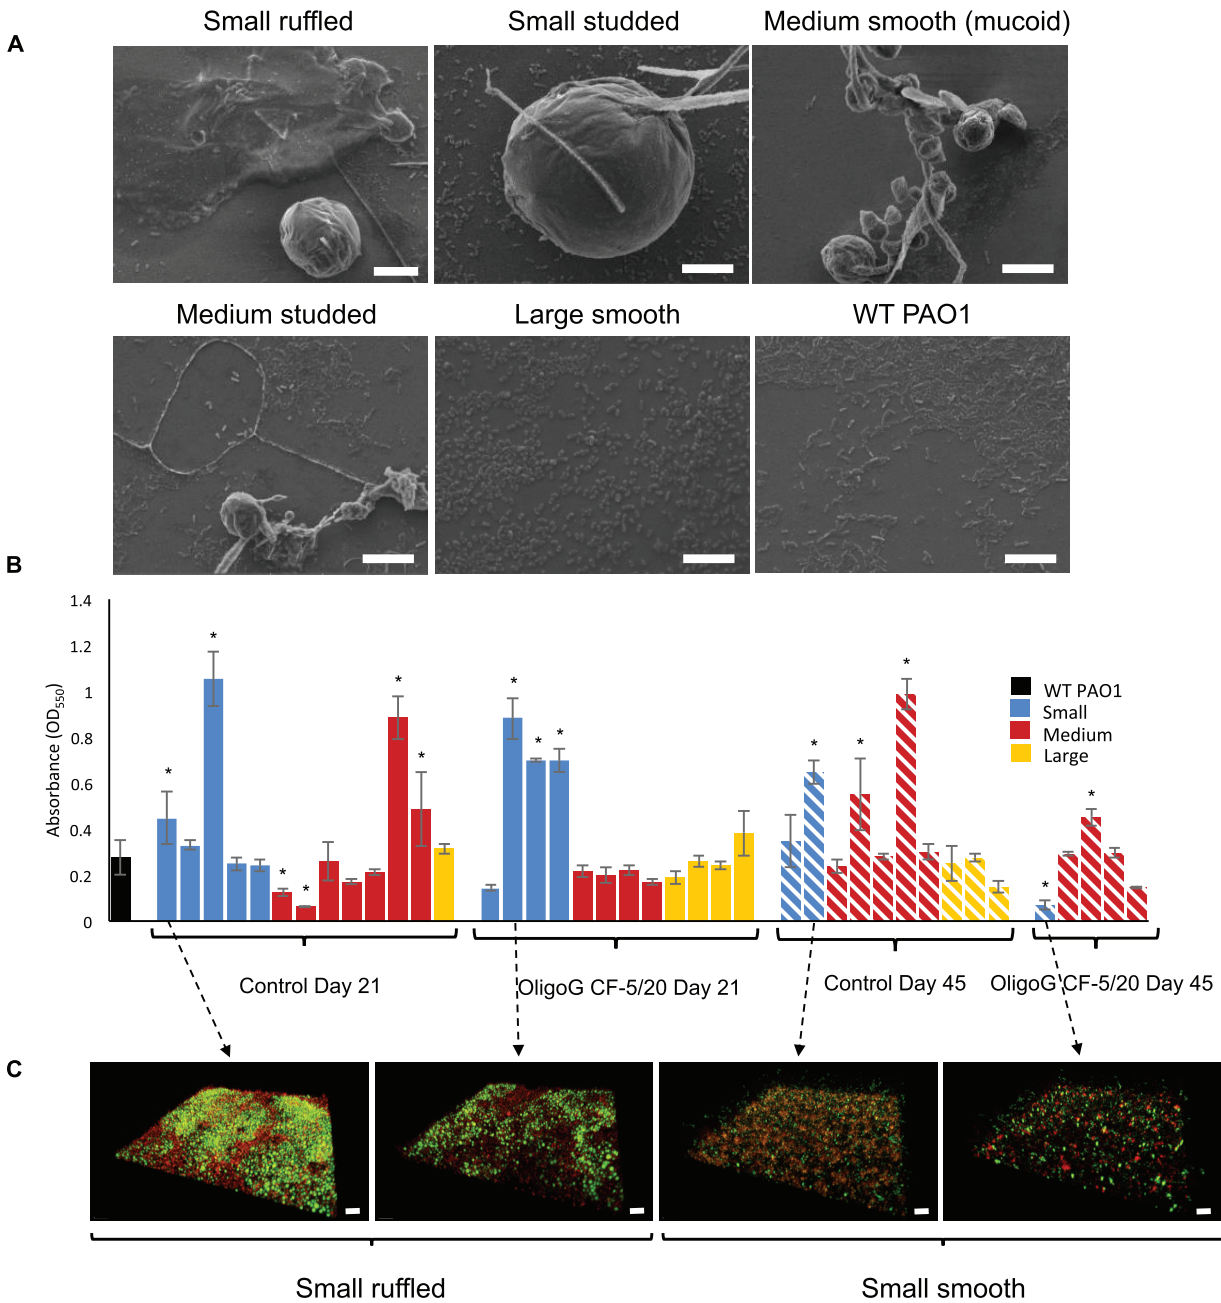 Small ruffled
Small studded
Medium smooth (mucoid)
A
Medium studded
Large smooth
WT PAO1
B
1.4
1.2
1
0.8
0.6
0.4
0.2
0
Absorbance (OD550)
*
*
*
*
*
*
*
*
*
*
*
*
*
*
WT PAO1
Small
Medium
Large
Control Day 21
OligoG CF-5/20 Day 21
Control Day 45
OligoG CF-5/20 Day 45
C
Small ruffled
Small smooth